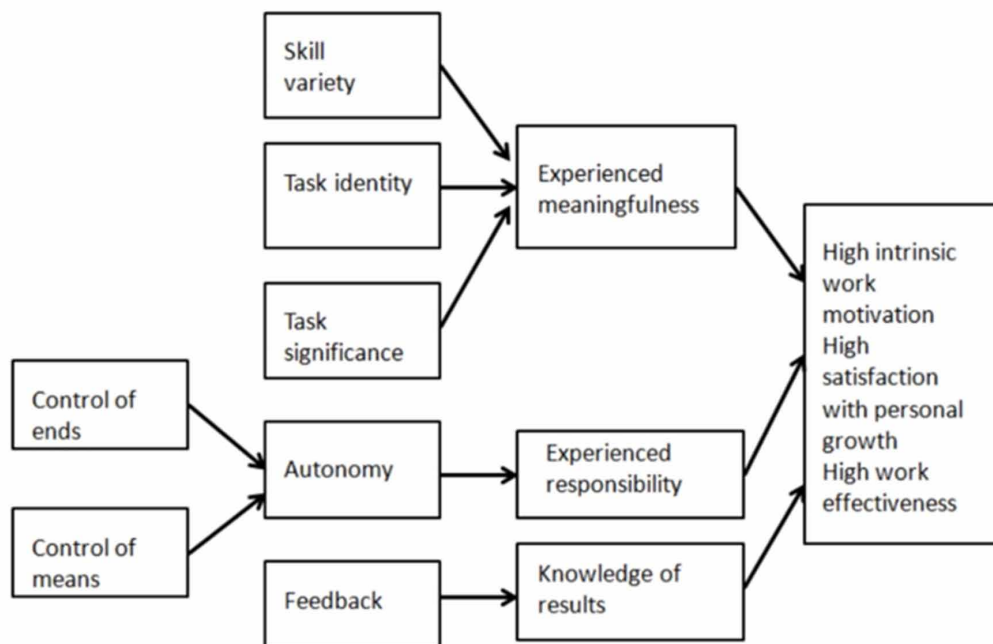 Skill
variety
Task identity
Task
significance
Control of
ends
Control of
means
Autonomy
Feedback
Experienced
meaningfulness
Experienced
responsibility
Knowledge of
results
High intrinsic
work
motivation
High
satisfaction
with personal
growth
High work
effectiveness